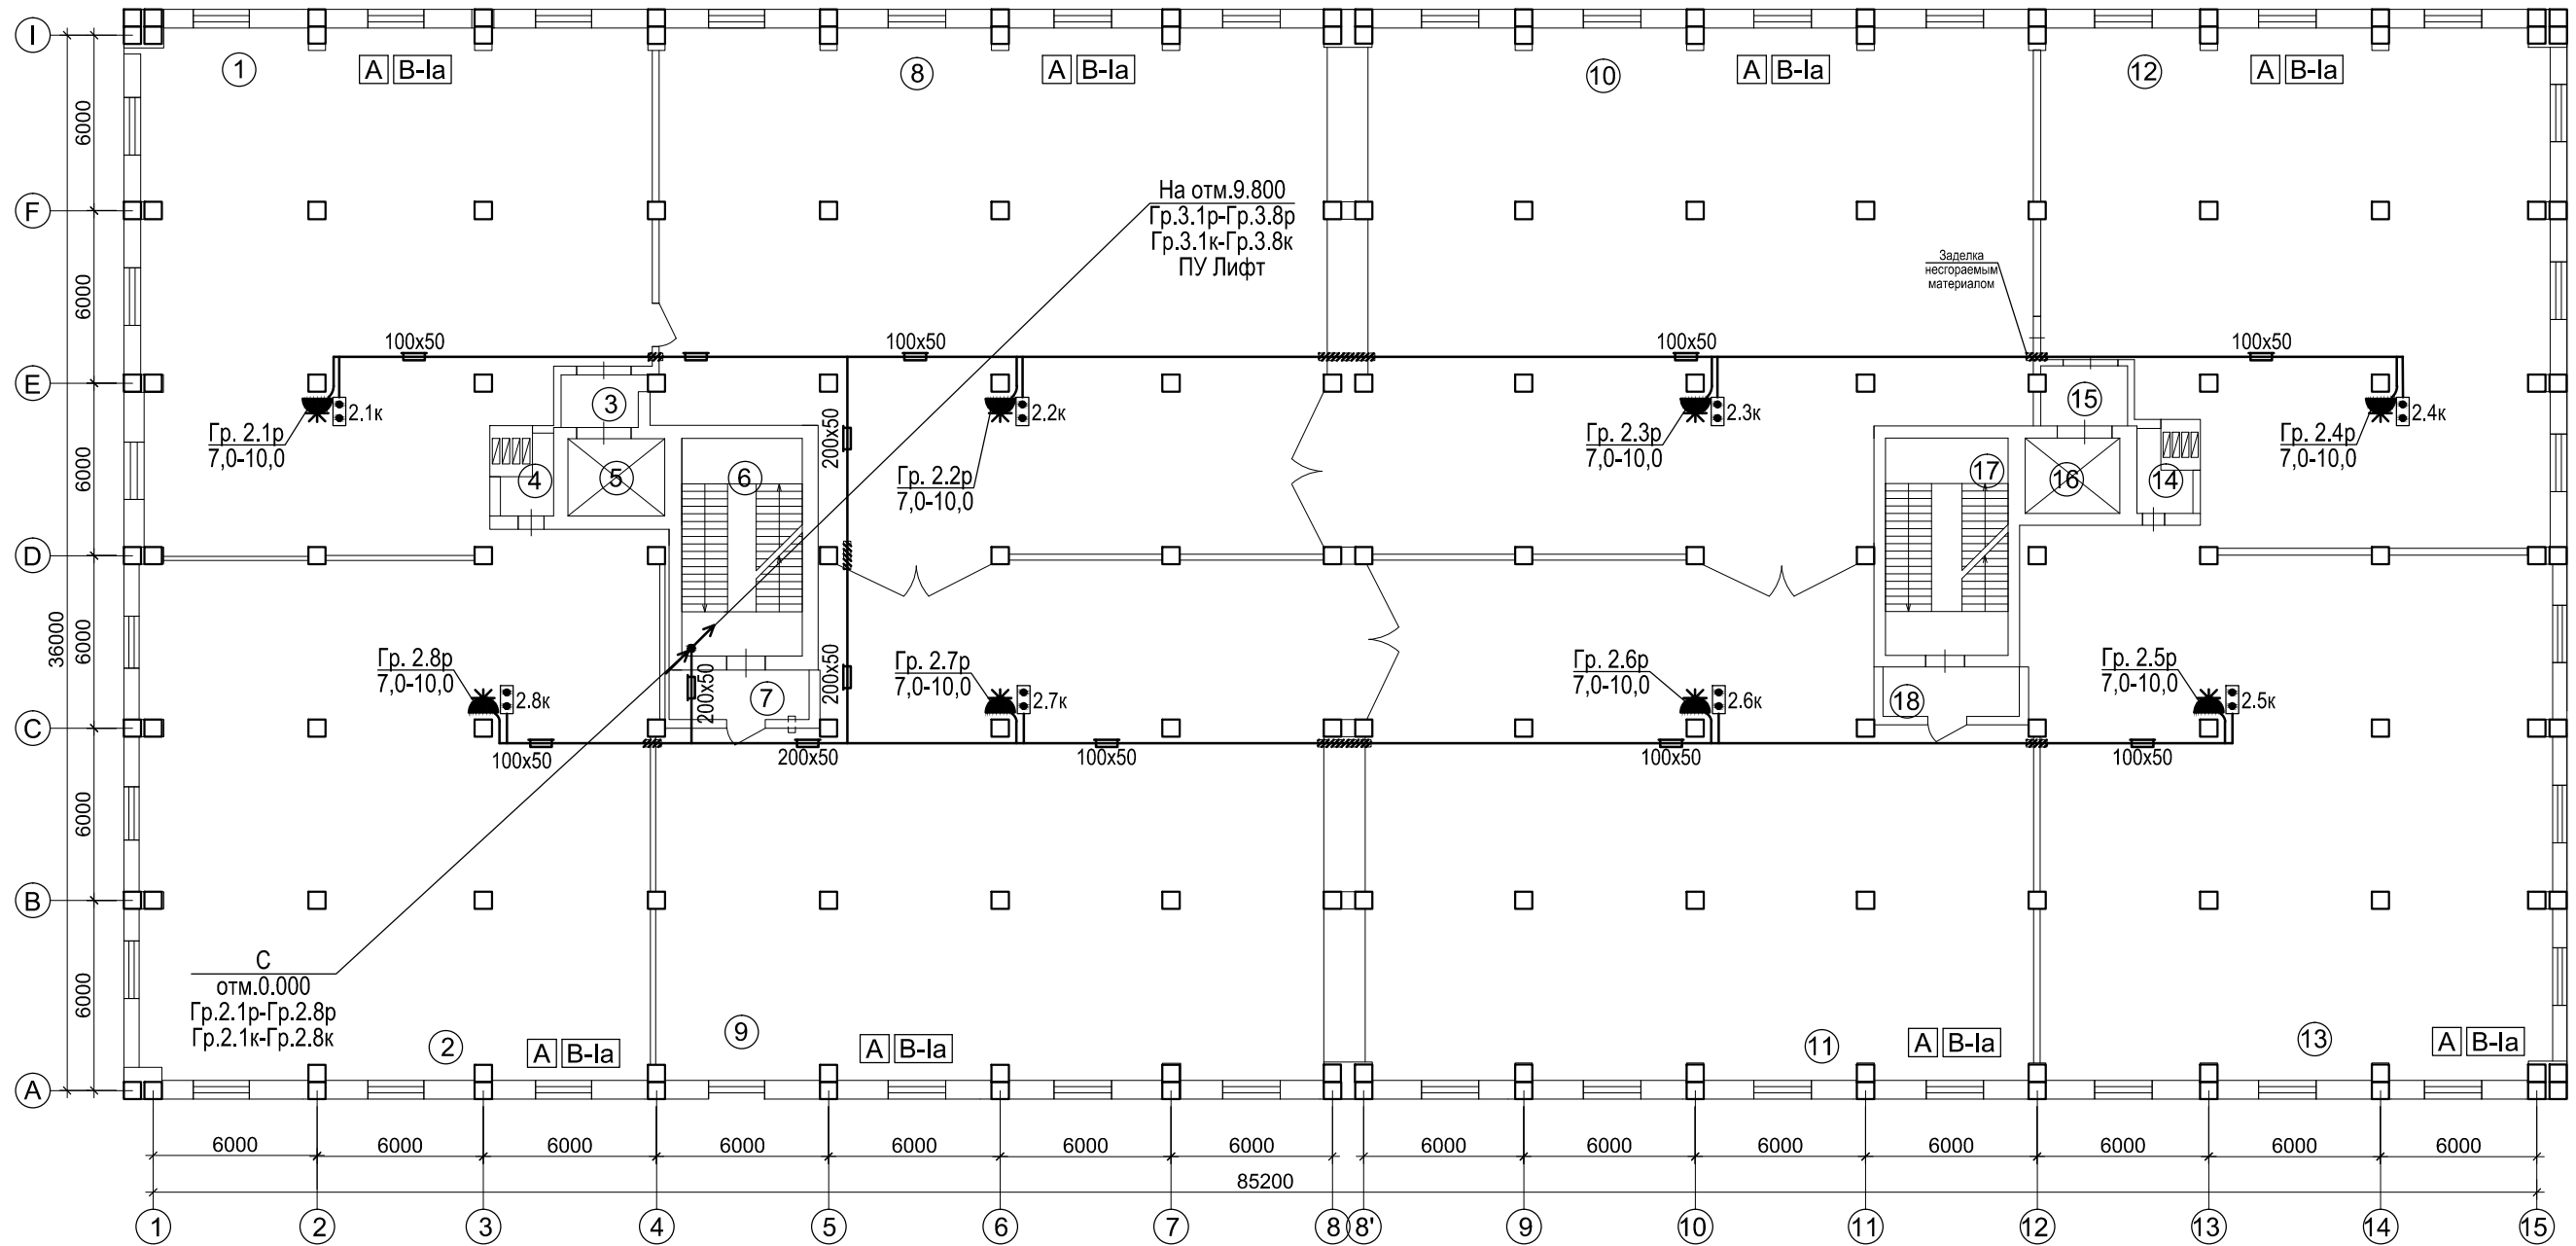 I
1
A B-Ia
8
A B-Ia
10
A B-Ia
12
A B-Ia
6000
F
На отм.9.800
Гр.3.1р-Гр.3.8р
Гр.3.1к-Гр.3.8к
ПУ Лифт
Заделка
несгораемым
материалом
6000
100x50
100x50
100x50
100x50
E
3
15
2.1к
2.2к
2.3к
2.4к
Гр. 2.1р
7,0-10,0
Гр. 2.2р
7,0-10,0
Гр. 2.3р
7,0-10,0
Гр. 2.4р
7,0-10,0
200x50
6000
4
5
6
17
16
14
D
36000
6000
Гр. 2.8р
7,0-10,0
Гр. 2.7р
7,0-10,0
Гр. 2.6р
7,0-10,0
Гр. 2.5р
7,0-10,0
200x50
200x50
7
18
2.8к
2.7к
2.6к
2.5к
C
100x50
200x50
100x50
100x50
100x50
6000
B
С
отм.0.000
Гр.2.1р-Гр.2.8р
Гр.2.1к-Гр.2.8к
6000
2
A B-Ia
9
A B-Ia
11
A B-Ia
13
A B-Ia
A
6000 6000 6000 6000 6000 6000 6000 6000 6000 6000 6000 6000 6000 6000
85200
1 2 3 4 5 6 7 8 8' 9 10 11 12 13 14 15